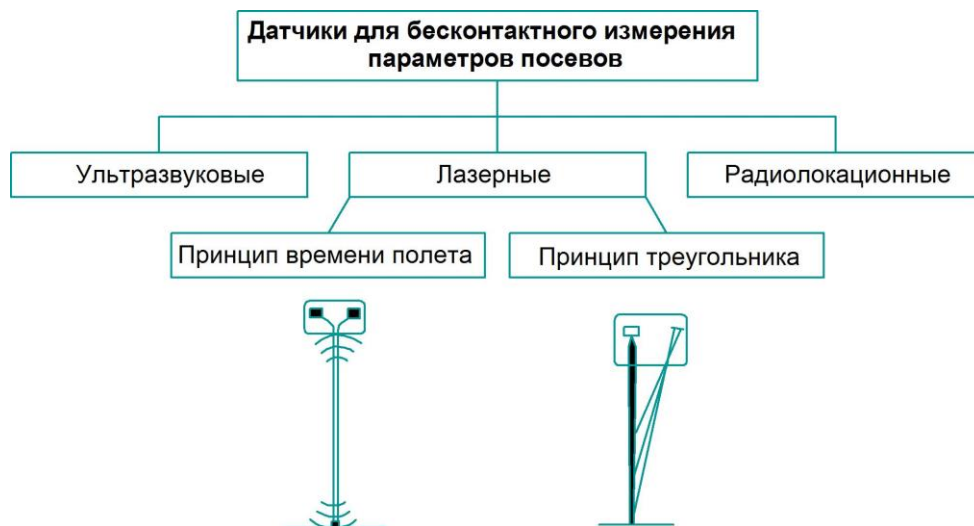 Датчики для бесконтактного измерения
параметров посевов
Ультразвуковые
Лазерные
Радиолокационные
Принцип времени полета
Принцип треугольника